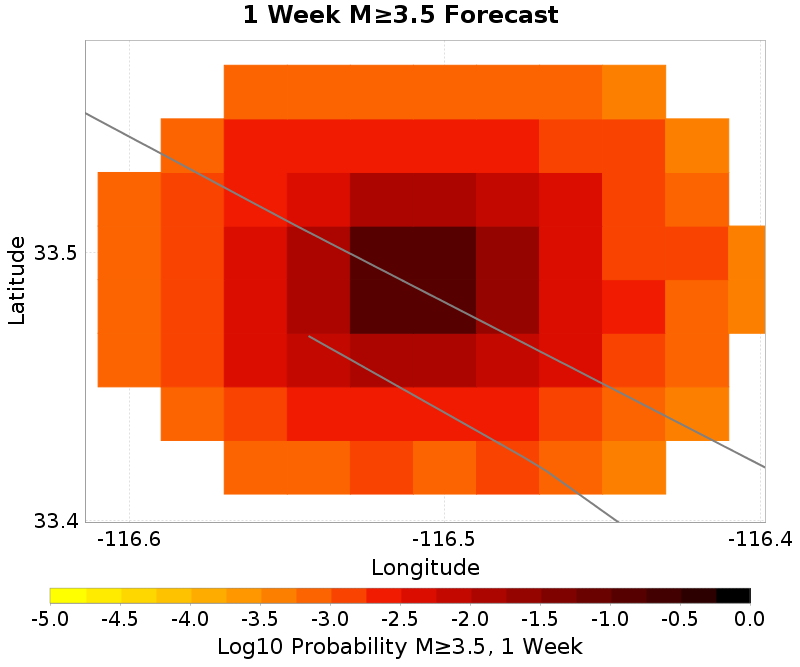 1 Week M≥3.5 Forecast
Latitude
33.5
33.4
-116.6 -116.5 -116.4
Longitude
-5.0 -4.5 -4.0 -3.5 -3.0 -2.5 -2.0 -1.5 -1.0 -0.5 0.0
Log10 Probability M≥3.5, 1 Week